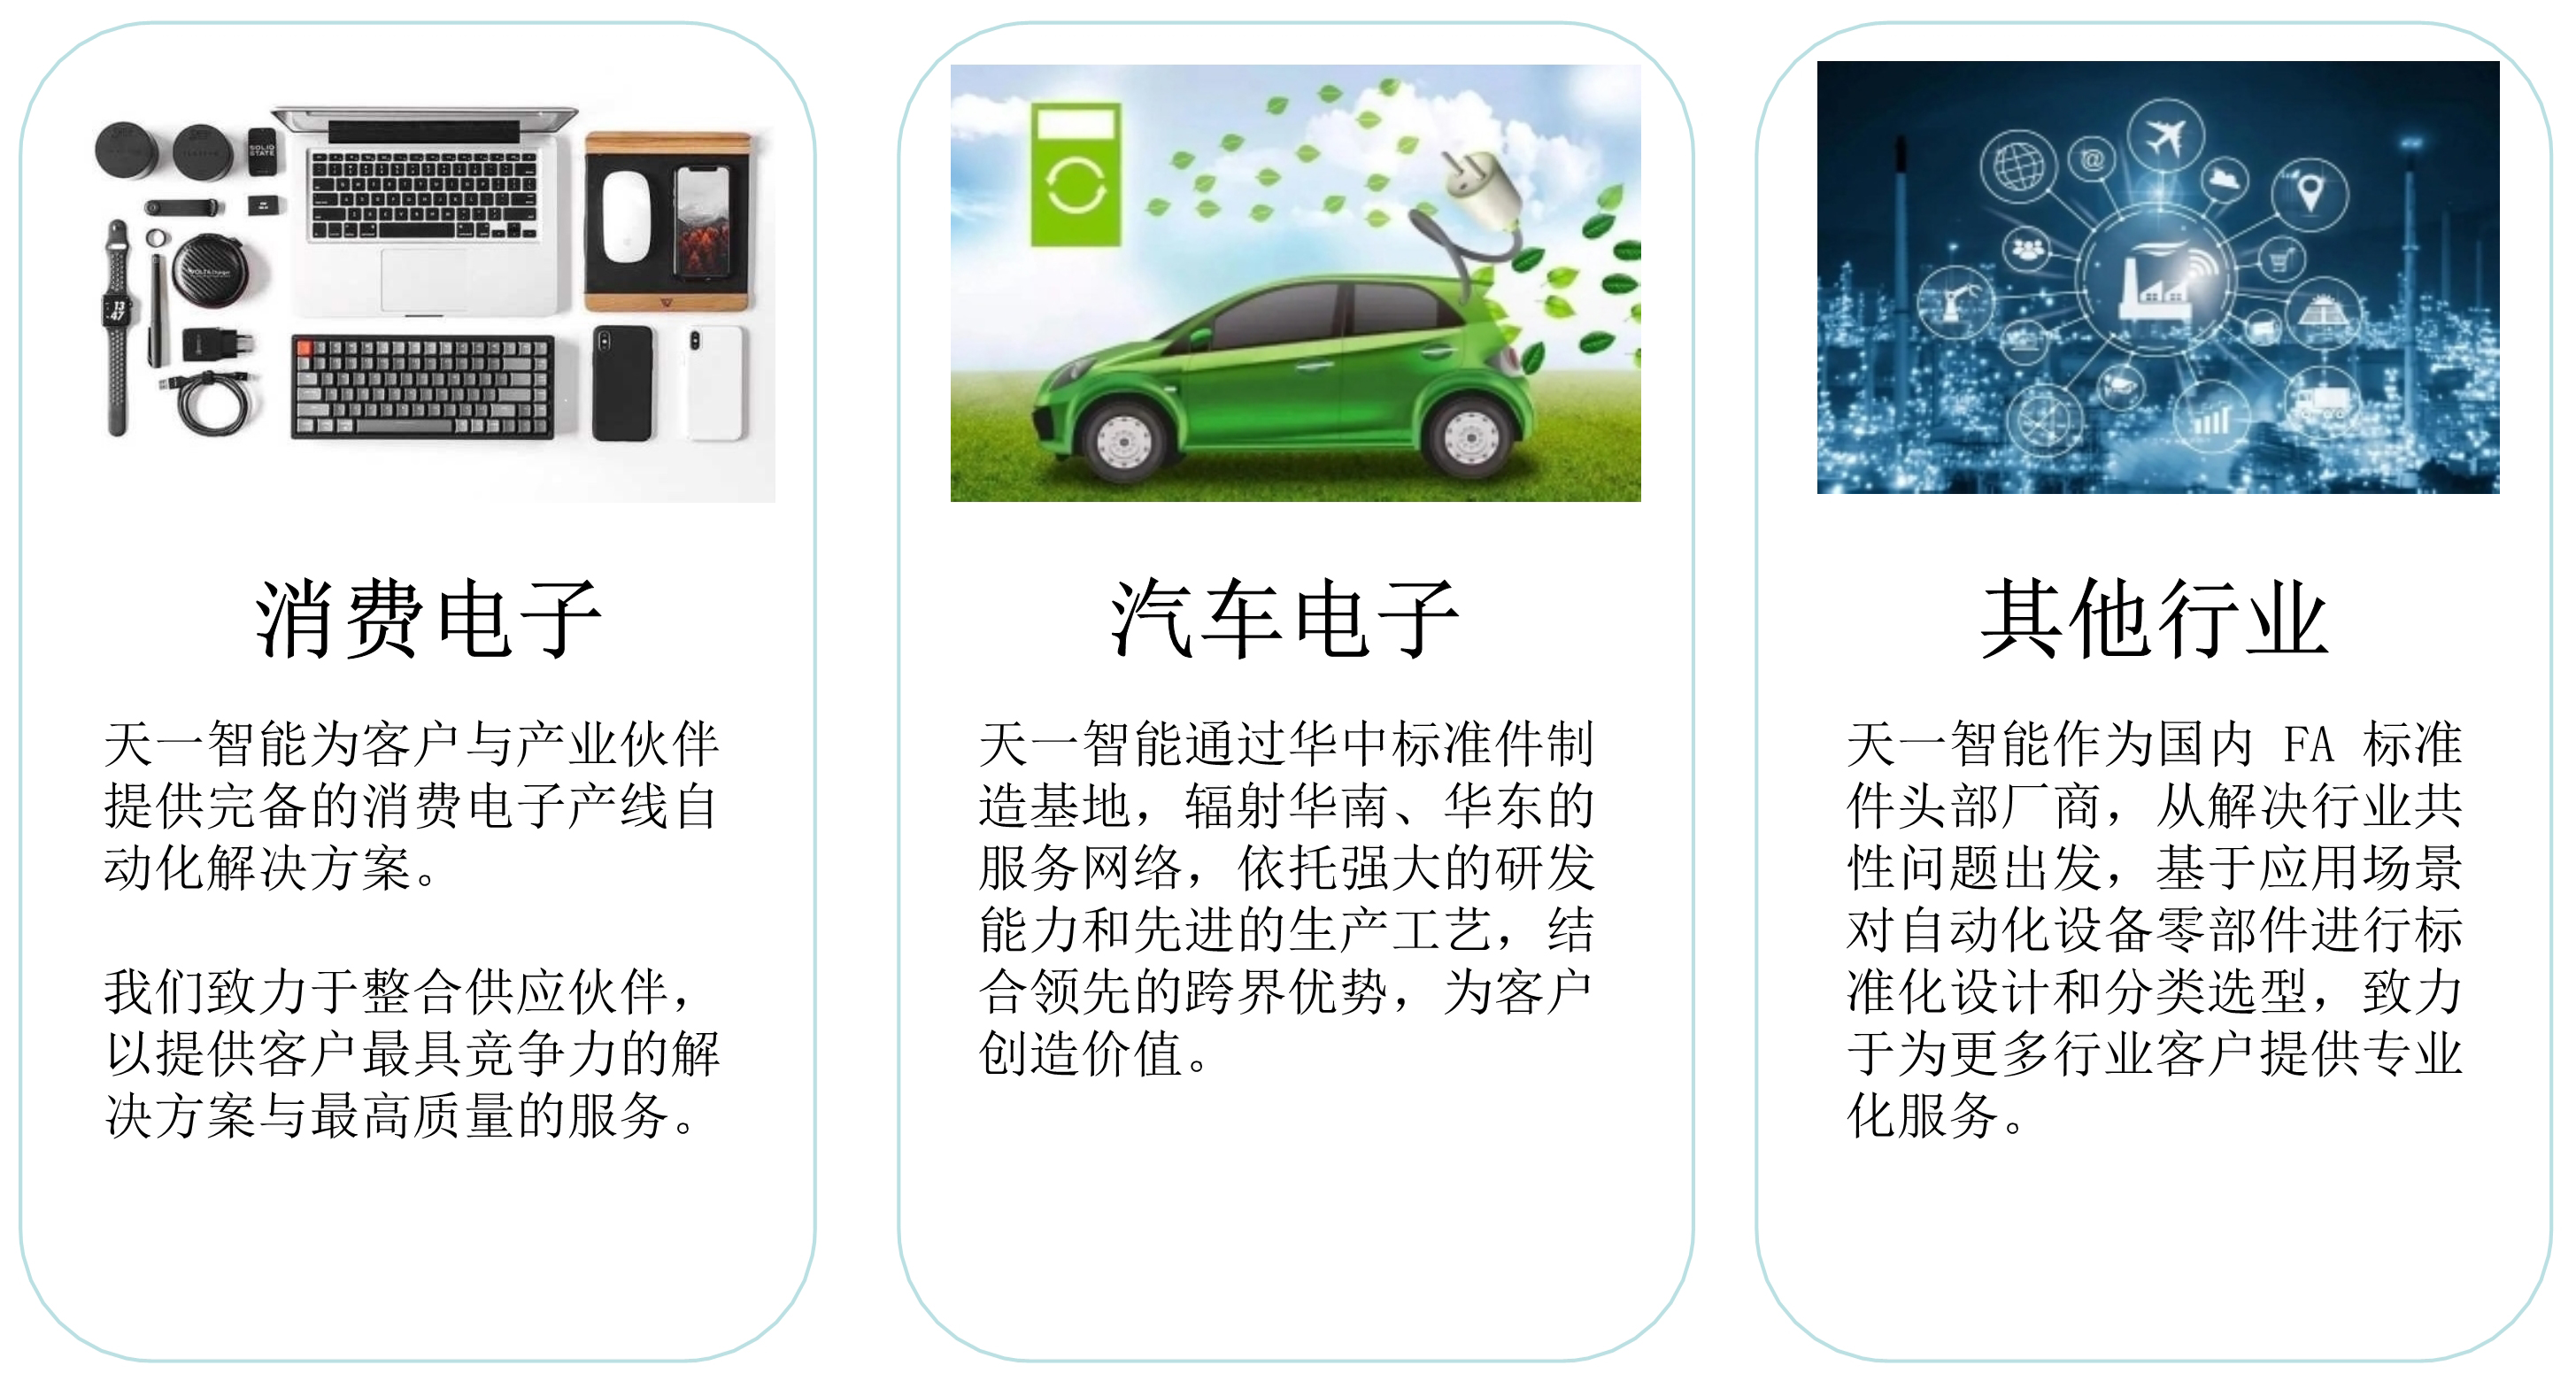 SOLID
STATE
13
47
消费电子
天一智能为客户与产业伙伴
提供完备的消费电子产线自
动化解决方案。
我们致力于整合供应伙伴，
以提供客户最具竞争力的解
决方案与最高质量的服务。
汽车电子
天一智能通过华中标准件制
造基地，辐射华南、华东的
服务网络，依托强大的研发
能力和先进的生产工艺，结
合领先的跨界优势，为客户
创造价值。
@
其他行业
天一智能作为国内 FA 标准
件头部厂商，从解决行业共
性问题出发，基于应用场景
对自动化设备零部件进行标
准化设计和分类选型，致力
于为更多行业客户提供专业
化服务。